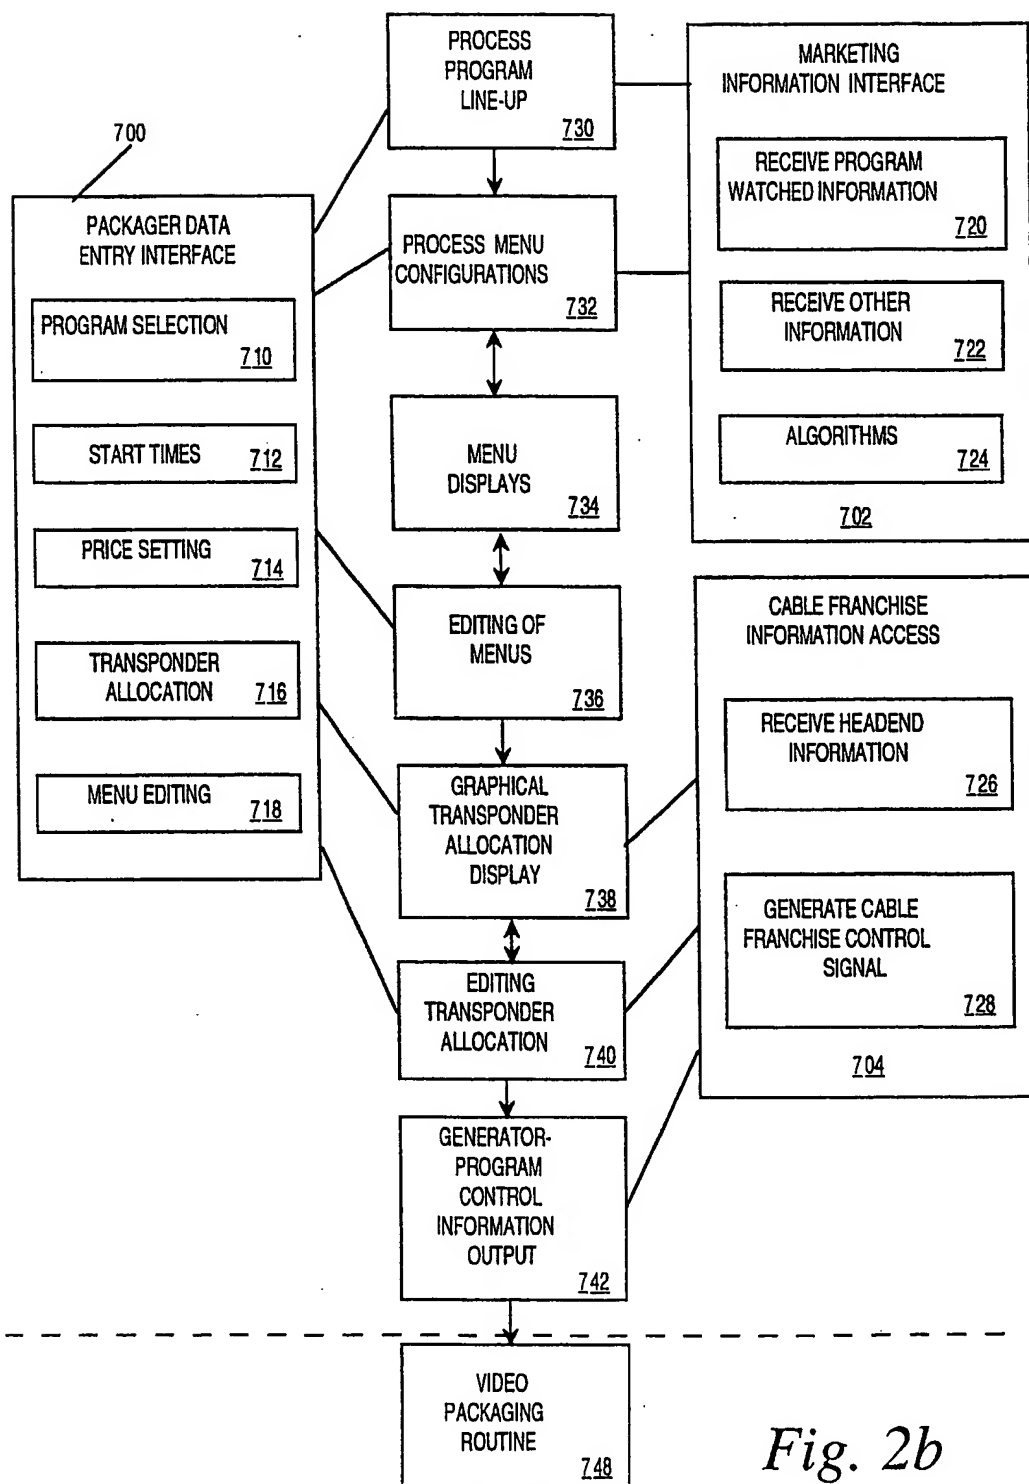 PROCESS
PROGRAM
LINE-UP
730
MARKETING
INFORMATION INTERFACE
RECEIVE PROGRAM
WATCHED INFORMATION
720
RECEIVE OTHER
INFORMATION
722
ALGORITHMS
724
702
700
PACKAGER DATA
ENTRY INTERFACE
PROGRAM SELECTION
710
START TIMES 712
PRICE SETTING
714
TRANSPONDER
ALLOCATION 716
MENU EDITING 718
PROCESS MENU
CONFIGURATIONS
732
MENU
DISPLAYS
734
EDITING OF
MENUS
736
CABLE FRANCHISE
INFORMATION ACCESS
RECEIVE HEADEND
INFORMATION
726
GENERATE CABLE
FRANCHISE CONTROL
SIGNAL
728
704
GRAPHICAL
TRANSPONDER
ALLOCATION
DISPLAY
738
EDITING
TRANSPONDER
ALLOCATION
740
GENERATOR-
PROGRAM
CONTROL
INFORMATION
OUTPUT
742
VIDEO
PACKAGING
ROUTINE
748
Fig. 2b